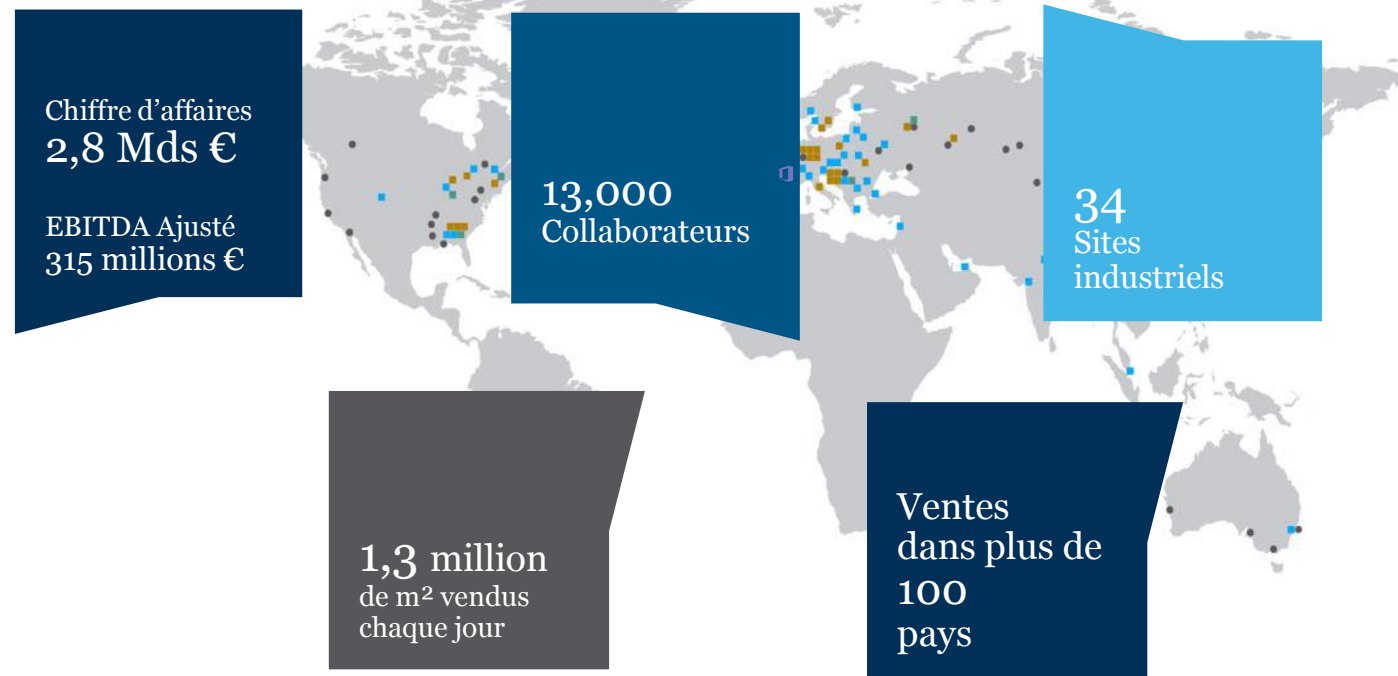 Chiffre d’affaires
2,8 Mds €
EBITDA Ajusté
315 millions €
13,000
Collaborateurs
34
Sites
industriels
1,3 million
de m² vendus
chaque jour
Ventes
dans plus de
100
pays